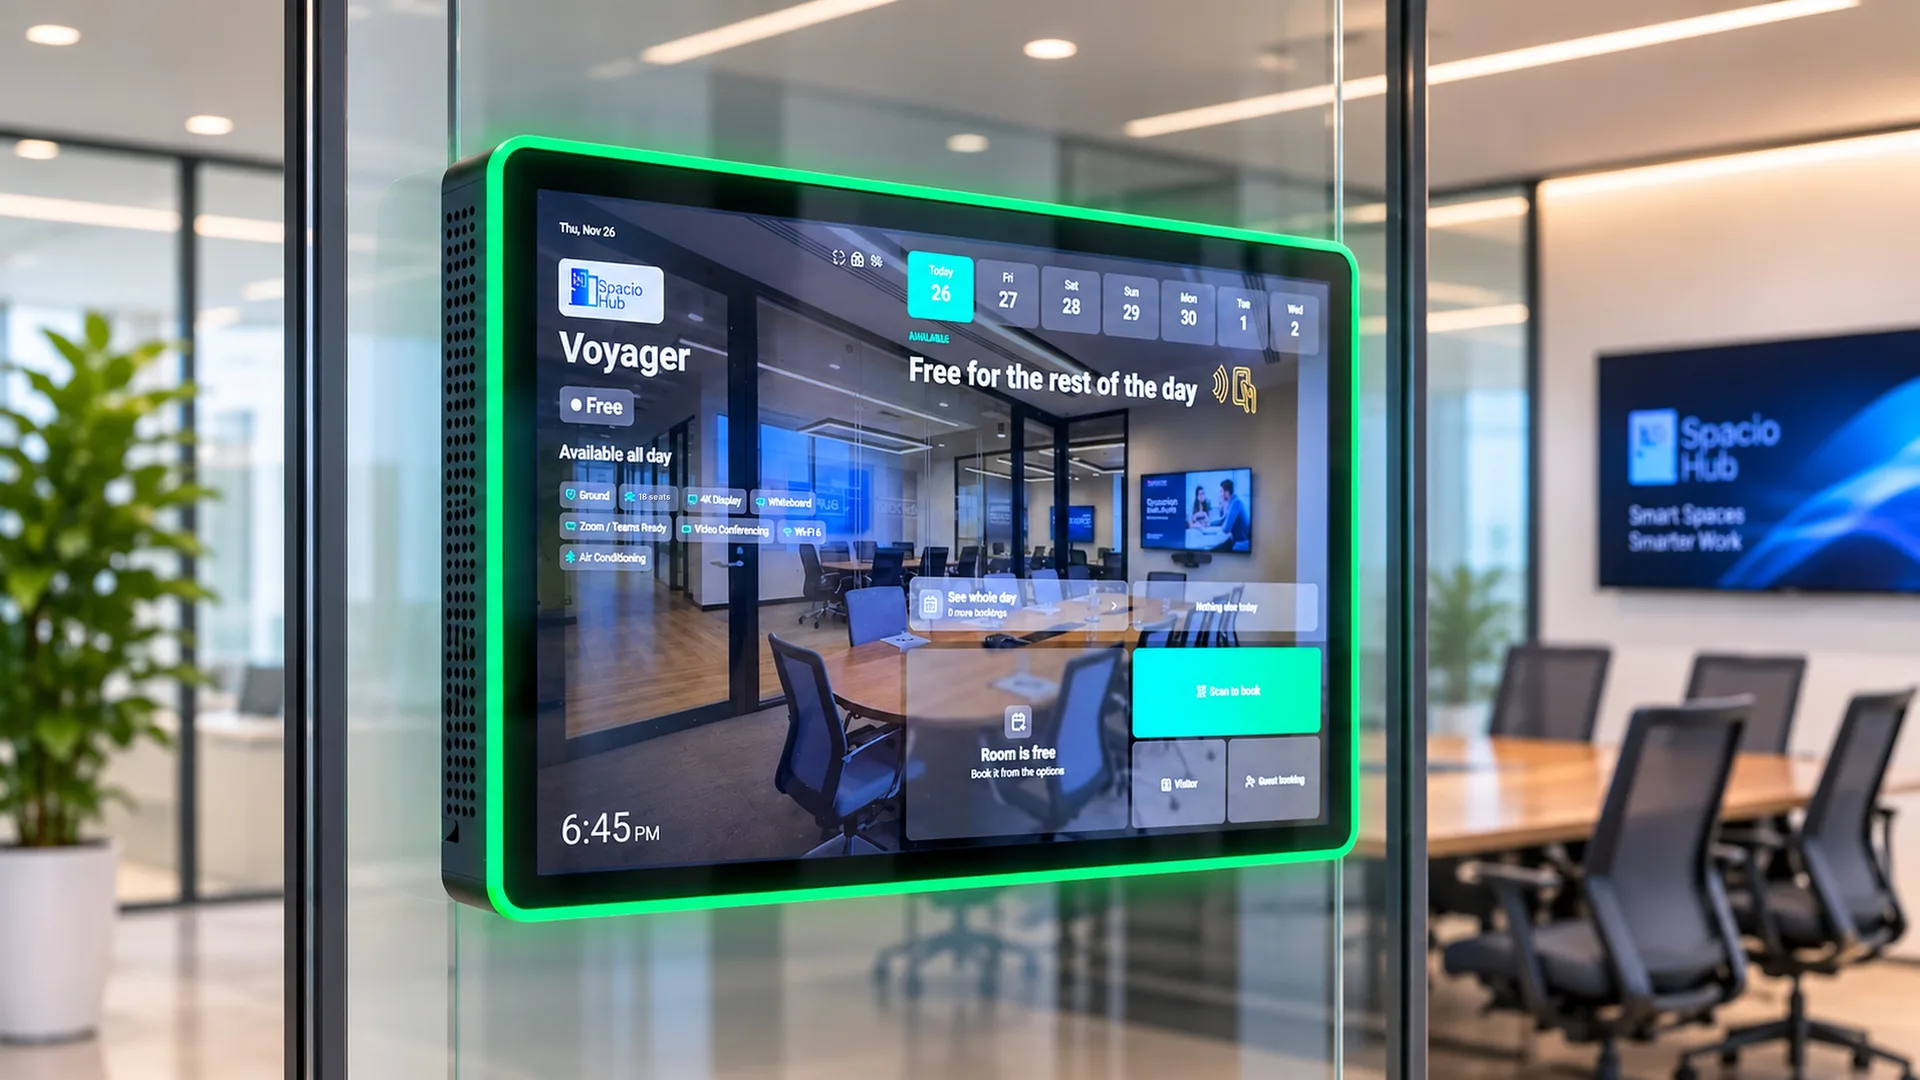 Thu, Nov 26
Spacio
Hub
Voyager
Free
Available all day
Ground
18 seats
4K Display
Whiteboard
Zoom / Teams Ready
Video Conferencing
Wi-Fi 6
Air Conditioning
6:45 PM
Today
26
Fri
27
Sat
28
Sun
29
Mon
30
Tue
1
Wed
2
AVAILABLE
Free for the rest of the day
See whole day
0 more bookings
Nothing else today
Room is free
Book it from the options
Scan to book
Visitor
Guest booking
Spacio
Hub
Smart Spaces
Smarter Work